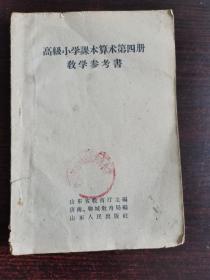 高級小学課本算术第四册
教学参考書
山东省教育厅主編
济南、聊城教育局編
山东人民出版社